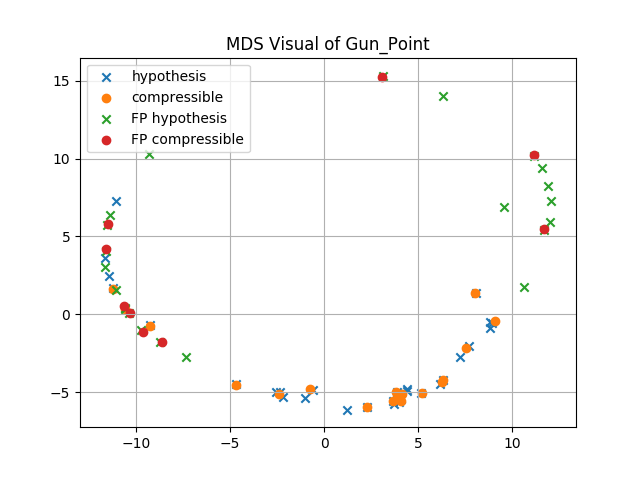 MDS Visual of Gun_Point
hypothesis
compressible
FP hypothesis
FP compressible
15
10
5
0
−5
−10
−5
0
5
10